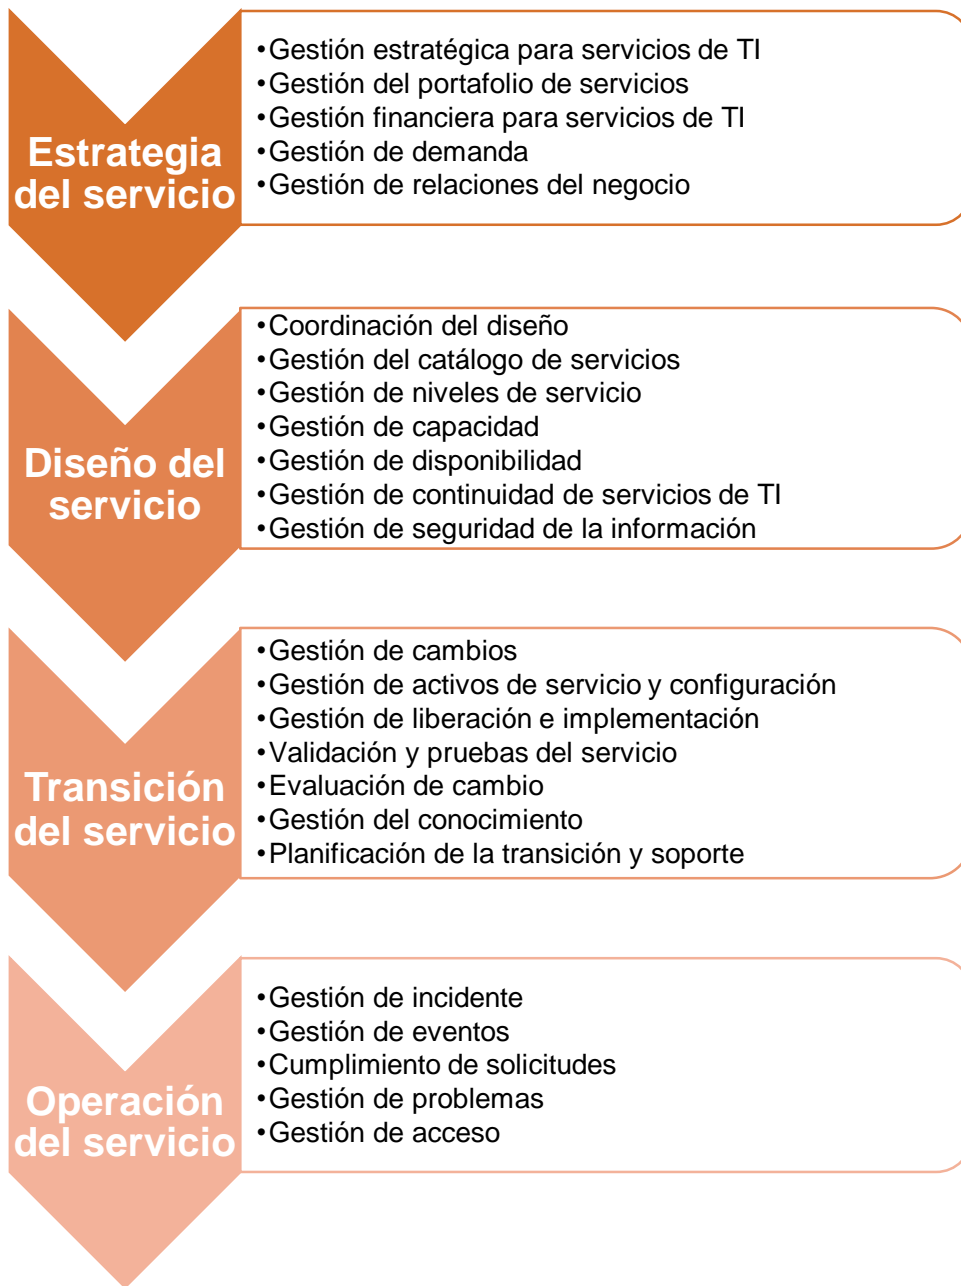 Estrategia
del servicio
•Gestión estratégica para servicios de TI
•Gestión del portafolio de servicios
•Gestión financiera para servicios de TI
•Gestión de demanda
•Gestión de relaciones del negocio
Diseño del
servicio
•Coordinación del diseño
•Gestión del catálogo de servicios
•Gestión de niveles de servicio
•Gestión de capacidad
•Gestión de disponibilidad
•Gestión de continuidad de servicios de TI
•Gestión de seguridad de la información
Transición
del servicio
•Gestión de cambios
•Gestión de activos de servicio y configuración
•Gestión de liberación e implementación
•Validación y pruebas del servicio
•Evaluación de cambio
•Gestión del conocimiento
•Planificación de la transición y soporte
Operación
del servicio
•Gestión de incidente
•Gestión de eventos
•Cumplimiento de solicitudes
•Gestión de problemas
•Gestión de acceso